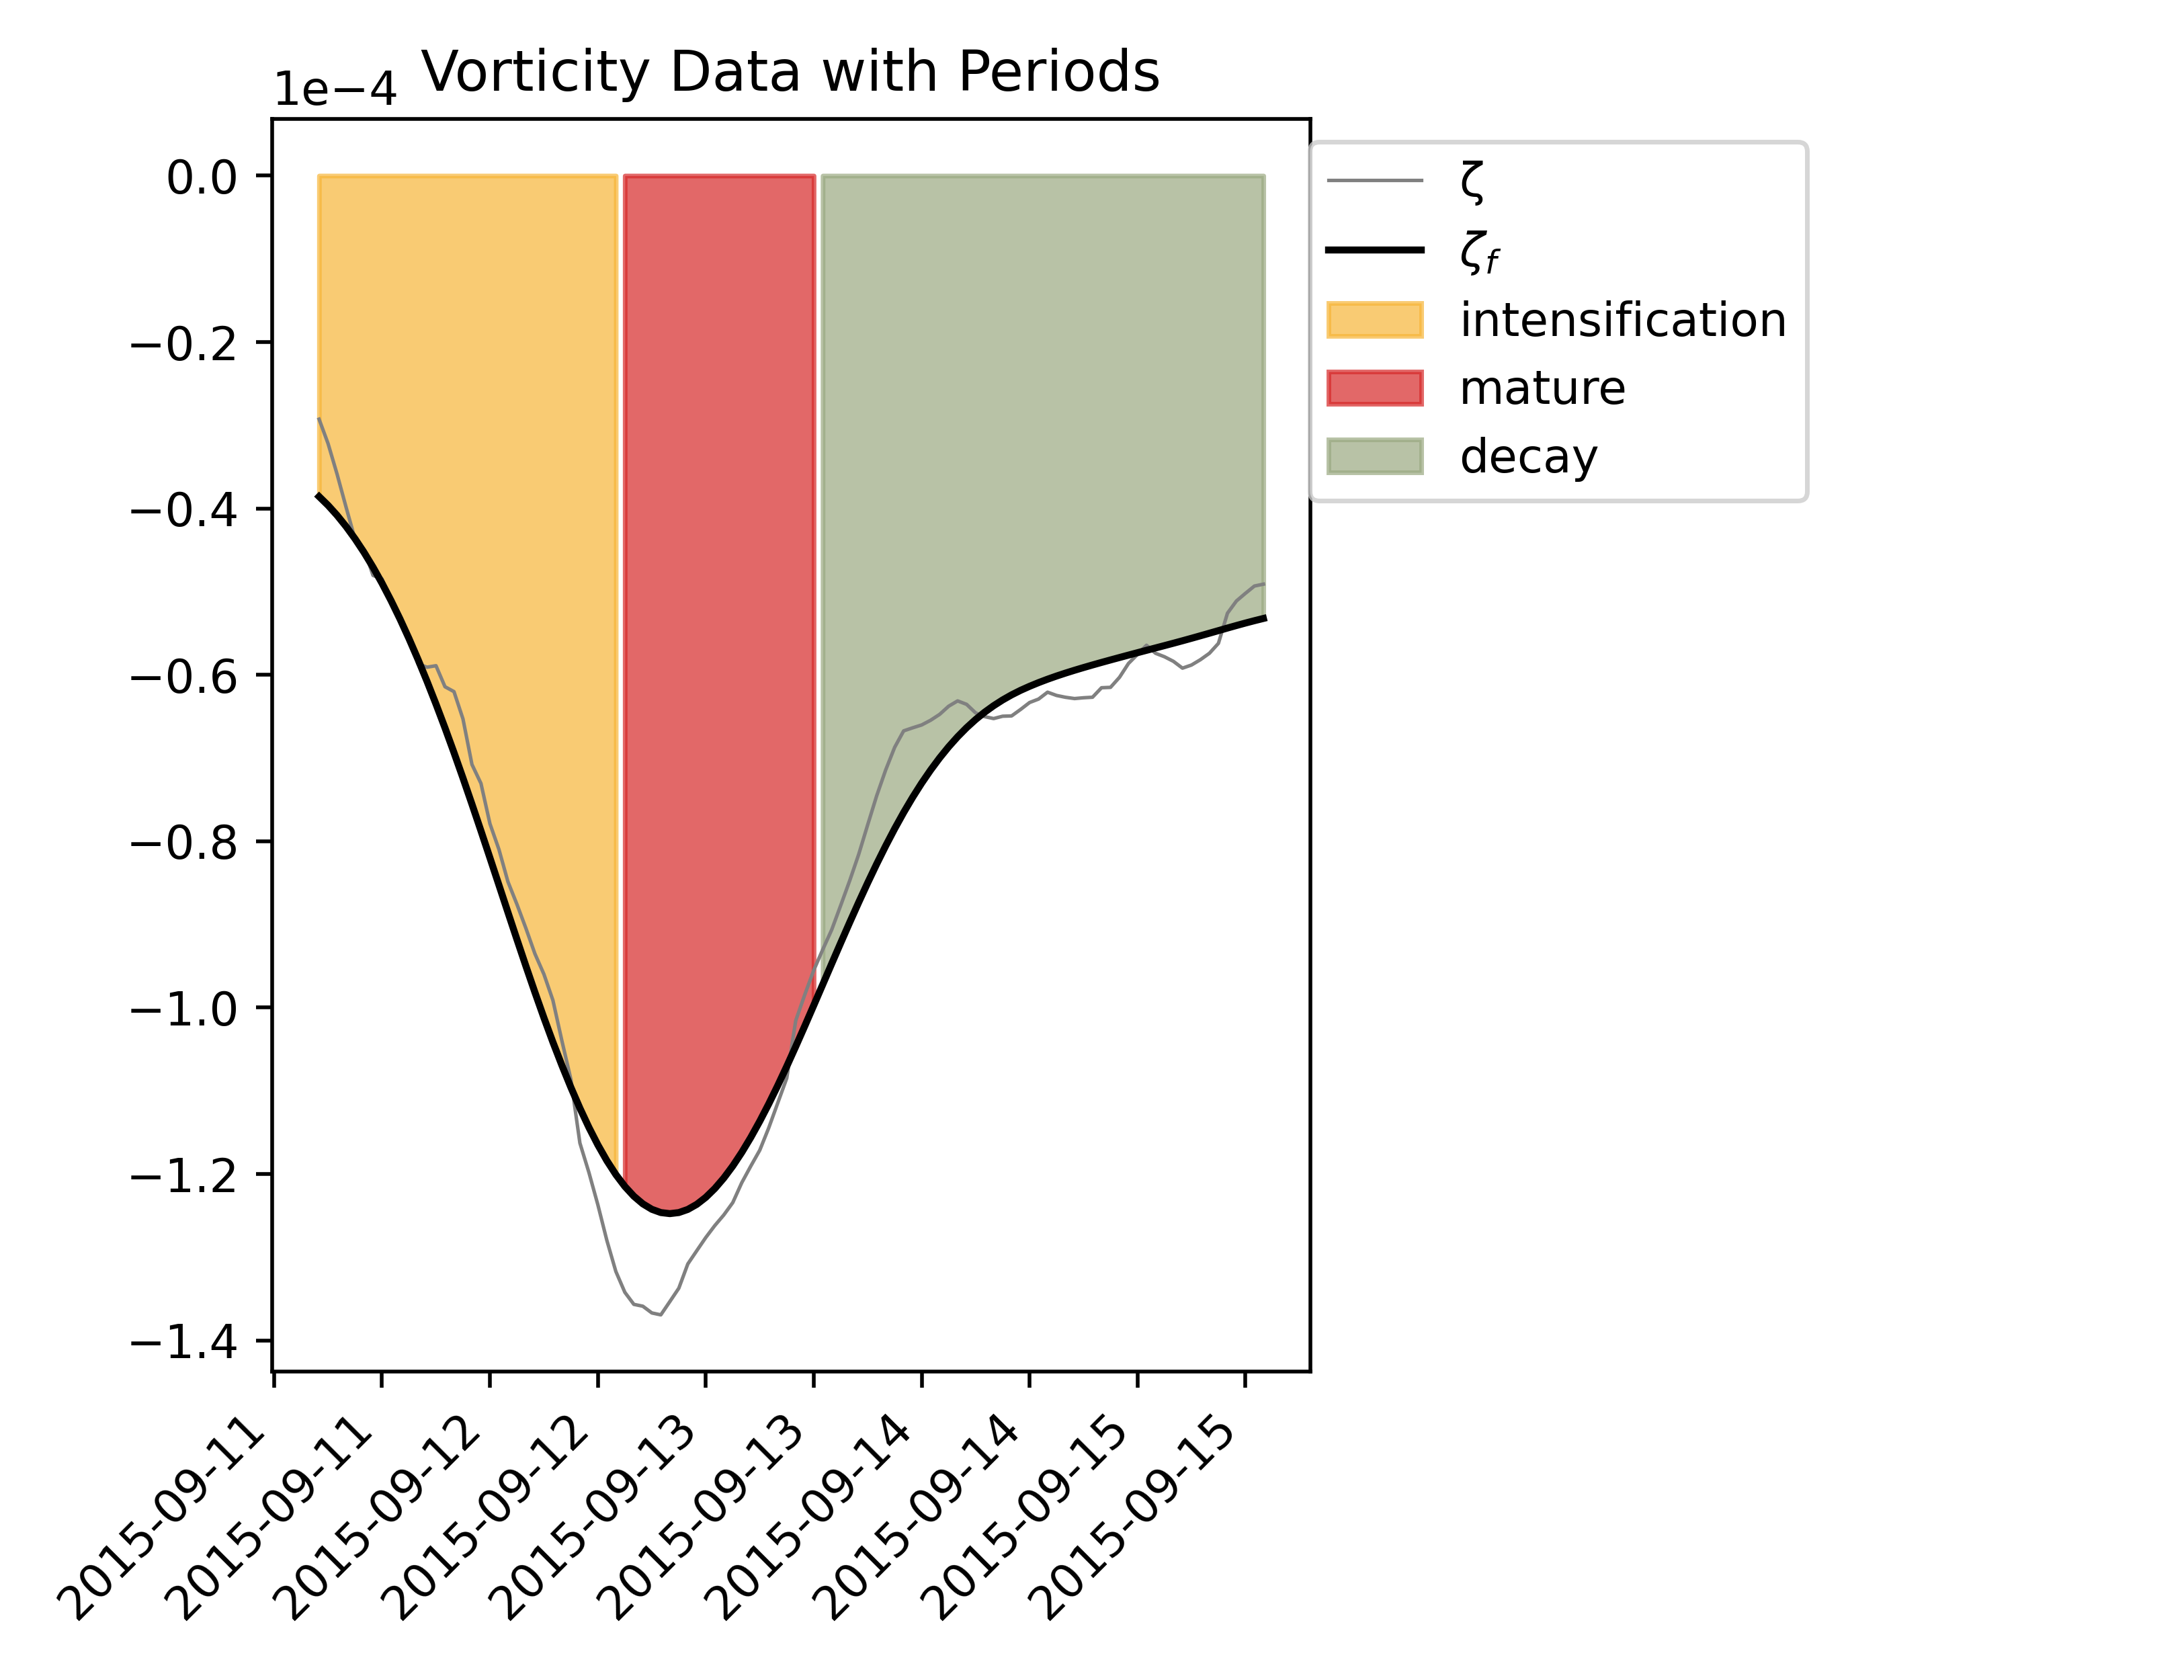 Vorticity Data with Periods
1e−4
0.0
−0.2
−0.4
−0.6
−0.8
−1.0
−1.2
−1.4
2015-09-11
2015-09-11
2015-09-12
2015-09-12
2015-09-13
2015-09-13
2015-09-14
2015-09-14
2015-09-15
2015-09-15
ζ
ζf
intensification
mature
decay